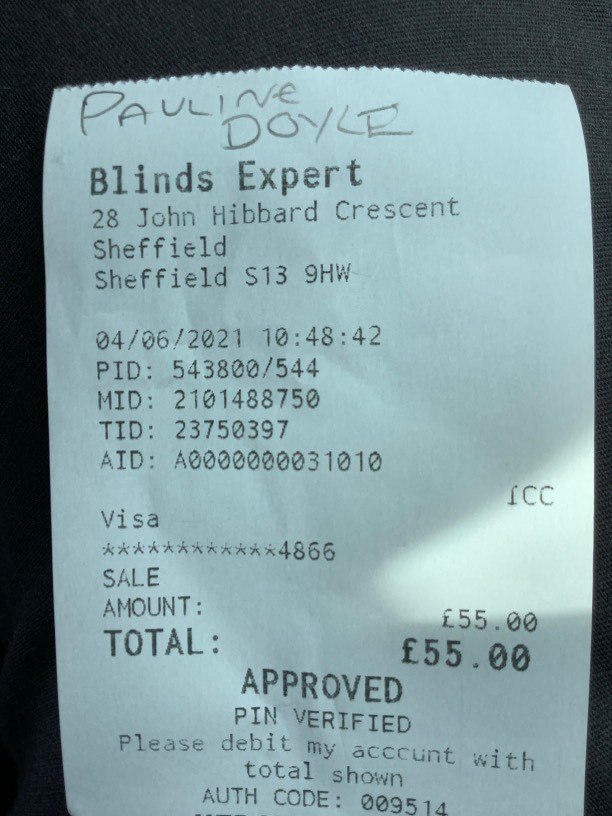 PAULINE
DOYLE
Blinds Expert
28 John Hibbard Crescent
Sheffield
Sheffield S13 9HW
04/06/2021 10:48:42
PID: 543800/544
MID: 2101488750
TID: 23750397
AID: A0000000031010
ICC
Visa
************4866
SALE
AMOUNT: £55.00
TOTAL: £55.00
APPROVED
PIN VERIFIED
Please debit my acccunt with
total shown
AUTH CODE: 009514